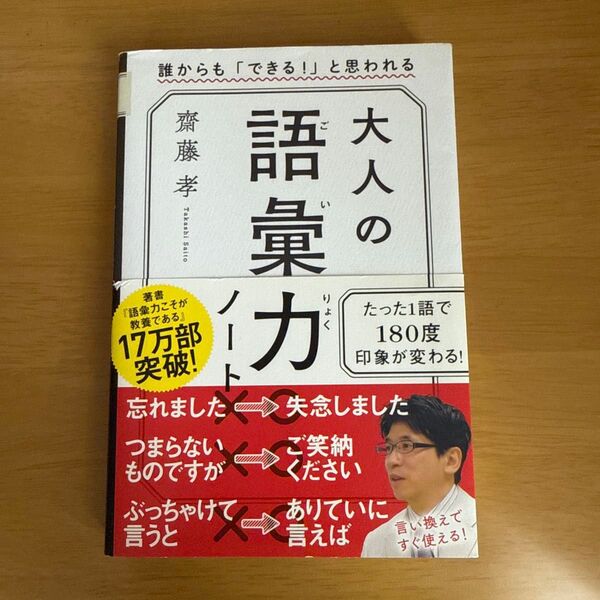 誰からも「できる!」と思われる
大人の
語彙力
ごい
りょく
ノート
齋藤孝
Takashi Saito
著書
『語彙力こそが
教養である』
17万部
突破!
たった1語で
180度
印象が変わる!
忘れました
失念しました
つまらない
ものですが
ご笑納
ください
ぶっちゃけて
言うと
ありていに
言えば
言い換えで
すぐ使える!